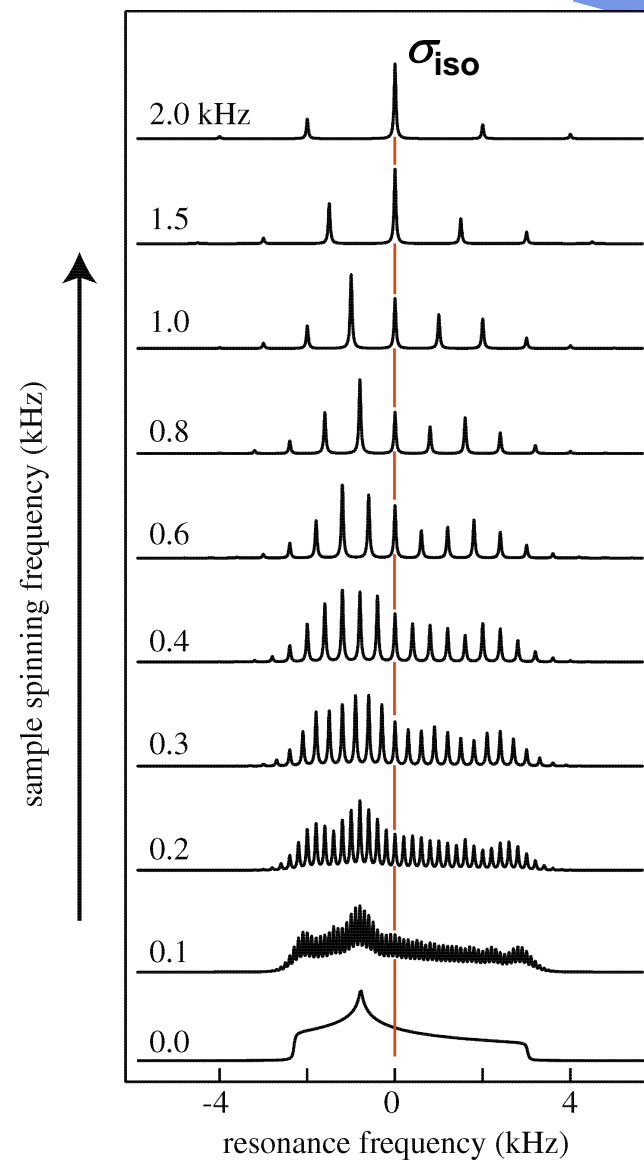 σiso
2.0 kHz
1.5
1.0
0.8
0.6
0.4
0.3
0.2
0.1
0.0
sample spinning frequency (kHz)
-4 0 4
resonance frequency (kHz)